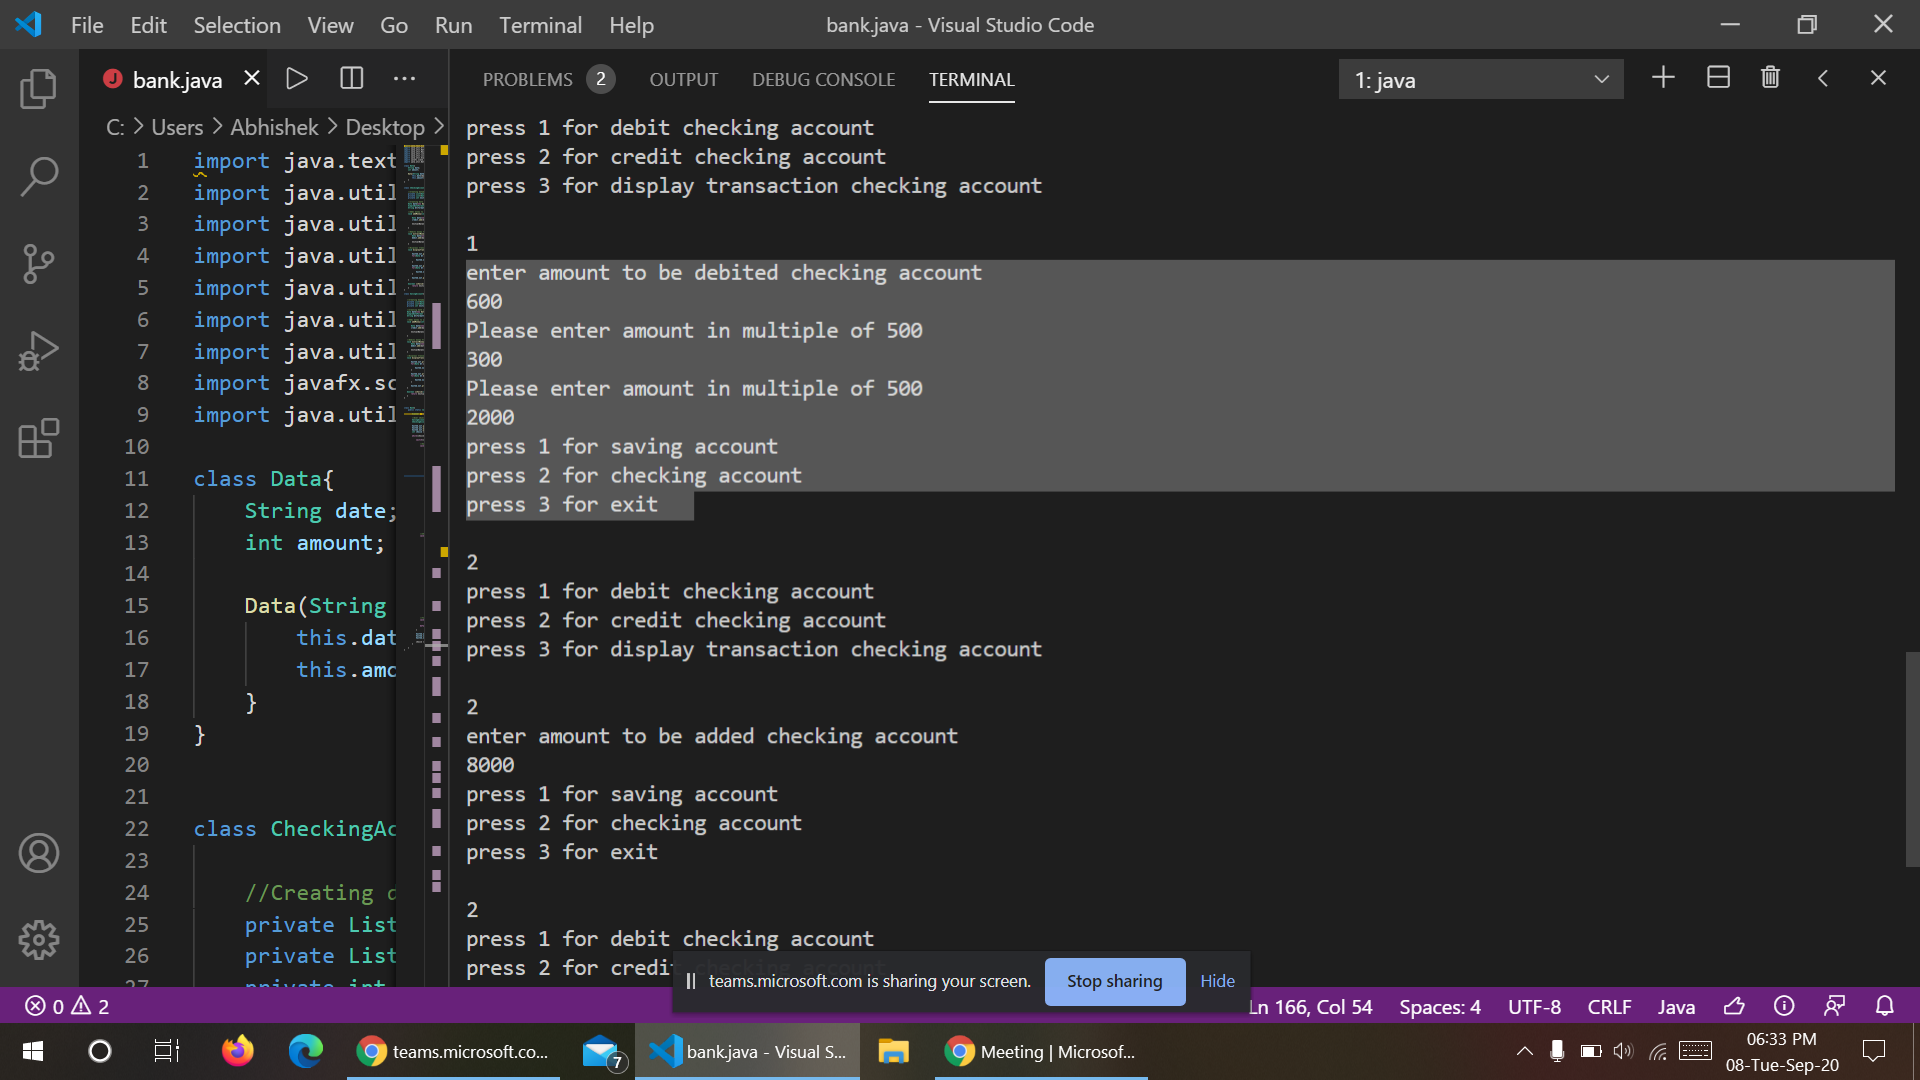 File Edit Selection View Go Run Terminal Help
bank.java - Visual Studio Code
J bank.java
PROBLEMS 2 OUTPUT DEBUG CONSOLE TERMINAL
1: java
C: > Users > Abhishek > Desktop >
1 import java.text
2 import java.util
3 import java.util
4 import java.util
5 import java.util
6 import java.util
7 import java.util
8 import javafx.sc
9 import java.util
10
11 class Data{
12 String date;
13 int amount;
14
15 Data(String
16 this.dat
17 this.amo
18 }
19 }
20
21
22 class CheckingAc
23
24 //Creating d
25 private List
26 private List
27 private int
press 1 for debit checking account
press 2 for credit checking account
press 3 for display transaction checking account
1
enter amount to be debited checking account
600
Please enter amount in multiple of 500
300
Please enter amount in multiple of 500
2000
press 1 for saving account
press 2 for checking account
press 3 for exit
2
press 1 for debit checking account
press 2 for credit checking account
press 3 for display transaction checking account
2
enter amount to be added checking account
8000
press 1 for saving account
press 2 for checking account
press 3 for exit
2
press 1 for debit checking account
press 2 for credit checking account
teams.microsoft.com is sharing your screen. Stop sharing Hide
0 2
Ln 166, Col 54 Spaces: 4 UTF-8 CRLF Java
teams.microsoft.co...
7
bank.java - Visual S...
Meeting | Microsof...
06:33 PM
08-Tue-Sep-20